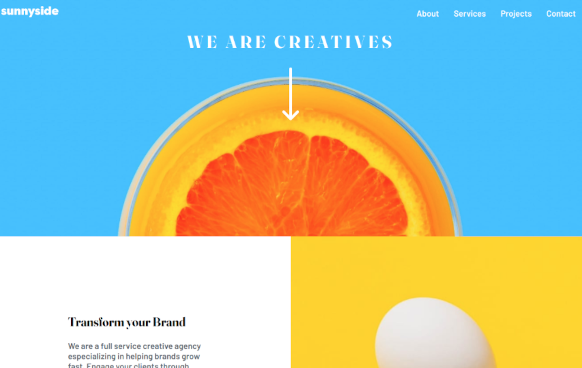 sunnyside
About Services Projects Contact
WE ARE CREATIVES
Transform your Brand
We are a full service creative agency
especializing in helping brands grow
fast. Engage your clients through